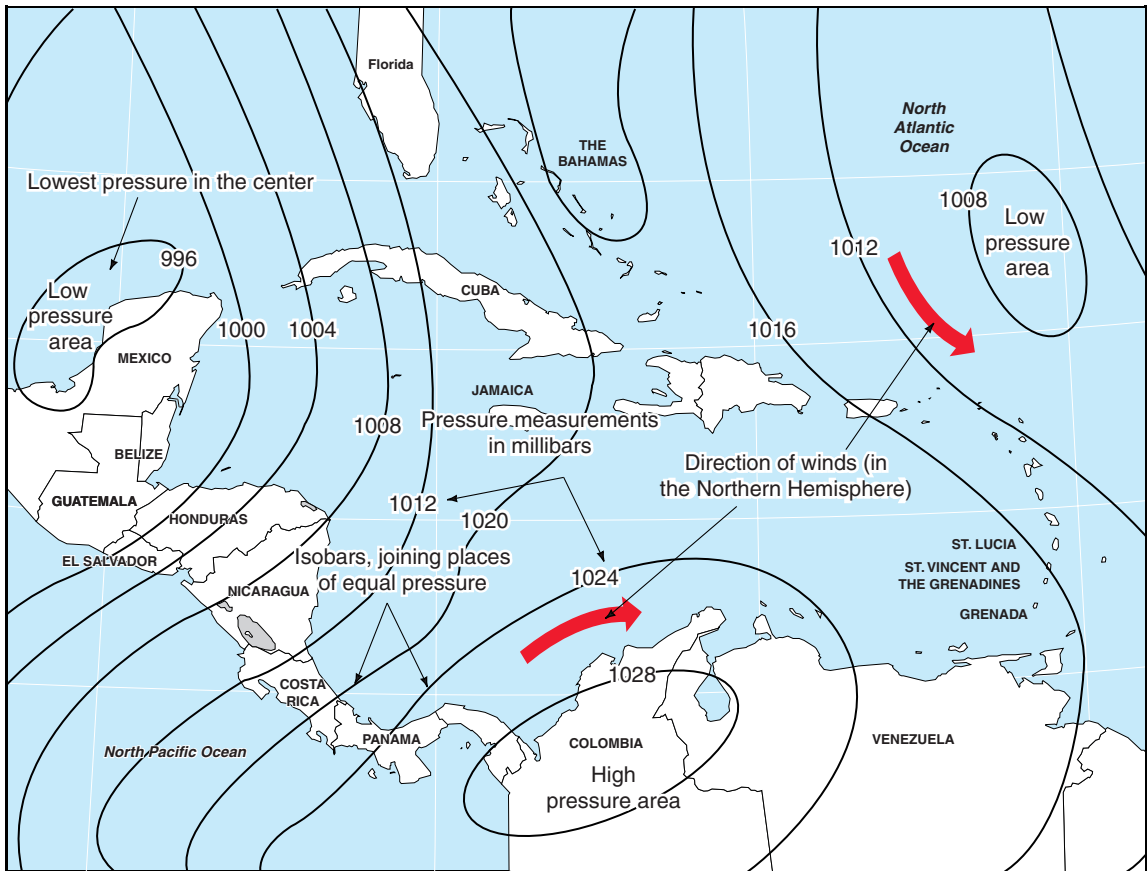 Florida
North
Atlantic
Ocean
THE
BAHAMAS
Lowest pressure in the center
1008
Low
pressure
area
996
1012
Low
pressure
area
CUBA
1000
1004
1016
MEXICO
JAMAICA
1008
Pressure measurements
in millibars
BELIZE
Direction of winds (in
the Northern Hemisphere)
GUATEMALA
1012
HONDURAS
1020
EL SALVADOR
Isobars, joining places
of equal pressure
ST. LUCIA
ST. VINCENT AND
THE GRENADINES
1024
NICARAGUA
GRENADA
1028
COSTA
RICA
North Pacific Ocean
PANAMA
COLOMBIA
VENEZUELA
High
pressure area